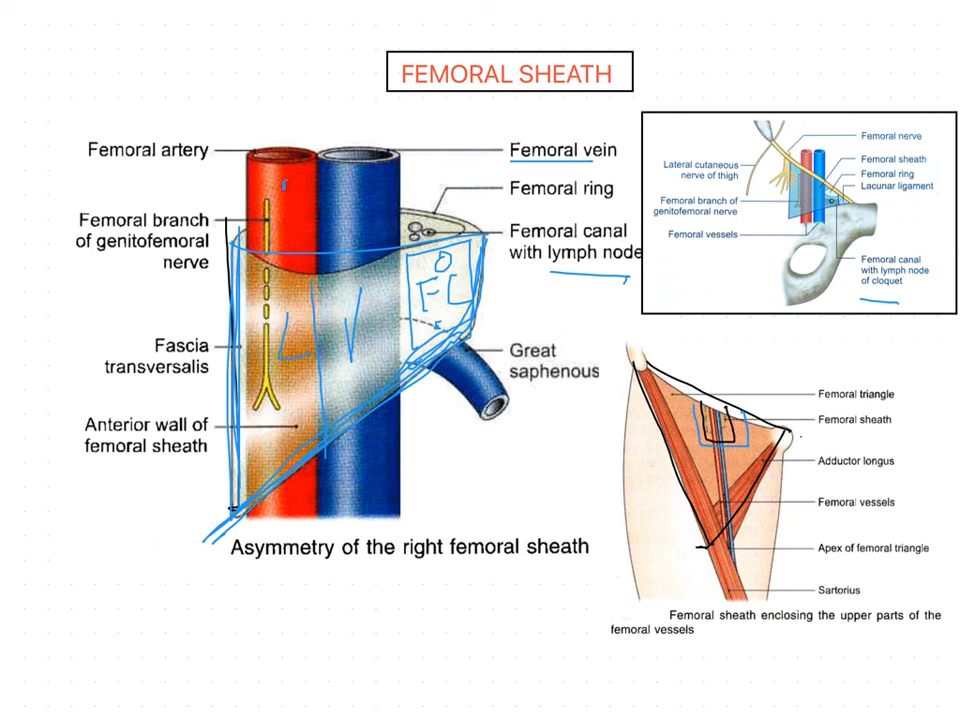 FEMORAL SHEATH
Femoral artery
Femoral branch
of genitofemoral
nerve
Fascia
transversalis
Anterior wall of
femoral sheath
Femoral vein
Femoral ring
Femoral canal
with lymph node
Great
saphenous
L
V
FC
Asymmetry of the right femoral sheath
Lateral cutaneous
nerve of thigh
Femoral branch of
genitofemoral nerve
Femoral vessels
Femoral nerve
Femoral sheath
Femoral ring
Lacunar ligament
Femoral canal
with lymph node
of cloquet
Femoral triangle
Femoral sheath
Adductor longus
Femoral vessels
Apex of femoral triangle
Sartorius
Femoral sheath enclosing the upper parts of the
femoral vessels